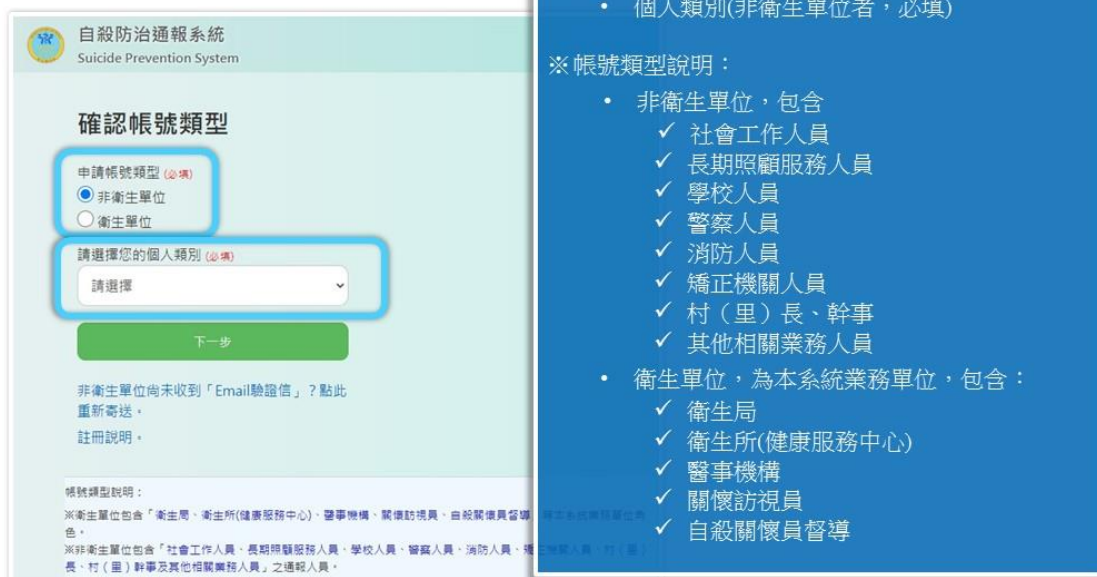 自殺防治通報系統
Suicide Prevention System
確認帳號類型
申請帳號類型 (必填)
非衛生單位
衛生單位
請選擇您的個人類別 (必填)
請選擇
下一步
非衛生單位尚未收到「Email驗證信」？點此
重新寄送。
註冊說明。
帳號類型說明：
※衛生單位包含「衛生局、衛生所(健康服務中心)、醫事機構、關懷訪視員、自殺關懷員督導
色。
※非衛生單位包含「社會工作人員、長期照顧服務人員、學校人員、警察人員、消防人員、矯正機關人員、村（里）
長、村（里）幹事及其他相關業務人員」之通報人員。
• 個人類別(非衛生單位者，必填)
※帳號類型說明：
• 非衛生單位，包含
✓ 社會工作人員
✓ 長期照顧服務人員
✓ 學校人員
✓ 警察人員
✓ 消防人員
✓ 矯正機關人員
✓ 村（里）長、幹事
✓ 其他相關業務人員
• 衛生單位，為本系統業務單位，包含：
✓ 衛生局
✓ 衛生所(健康服務中心)
✓ 醫事機構
✓ 關懷訪視員
✓ 自殺關懷員督導